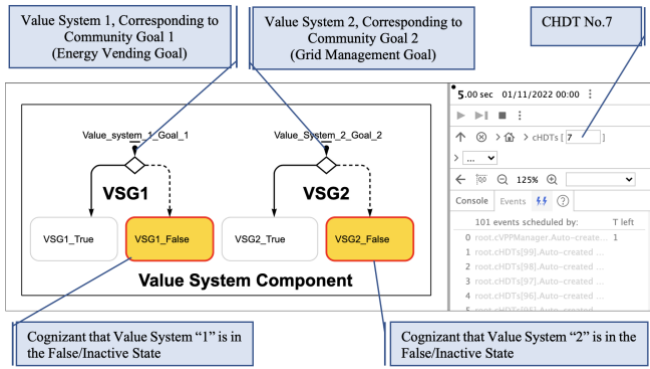 Value System 1, Corresponding to
Community Goal 1
(Energy Vending Goal)
Value System 2, Corresponding to
Community Goal 2
(Grid Management Goal)
CHDT No.7
5.00 sec 01/11/2022 00:00
cHDTs [ 7 ]
...
125%
Console Events
101 events scheduled by: T left
0 root.cVPPManager.Auto-create... 1
1 root.cHDTs[99].Auto-created ...
2 root.cHDTs[98].Auto-created ...
3 root.cHDTs[97].Auto-created ...
4 root.cHDTs[96].Auto-created ...
Value_system_1_Goal_1
Value_System_2_Goal_2
VSG1
VSG2
VSG1_True
VSG1_False
VSG2_True
VSG2_False
Value System Component
Cognizant that Value System “1” is in
the False/Inactive State
Cognizant that Value System “2” is in the
False/Inactive State